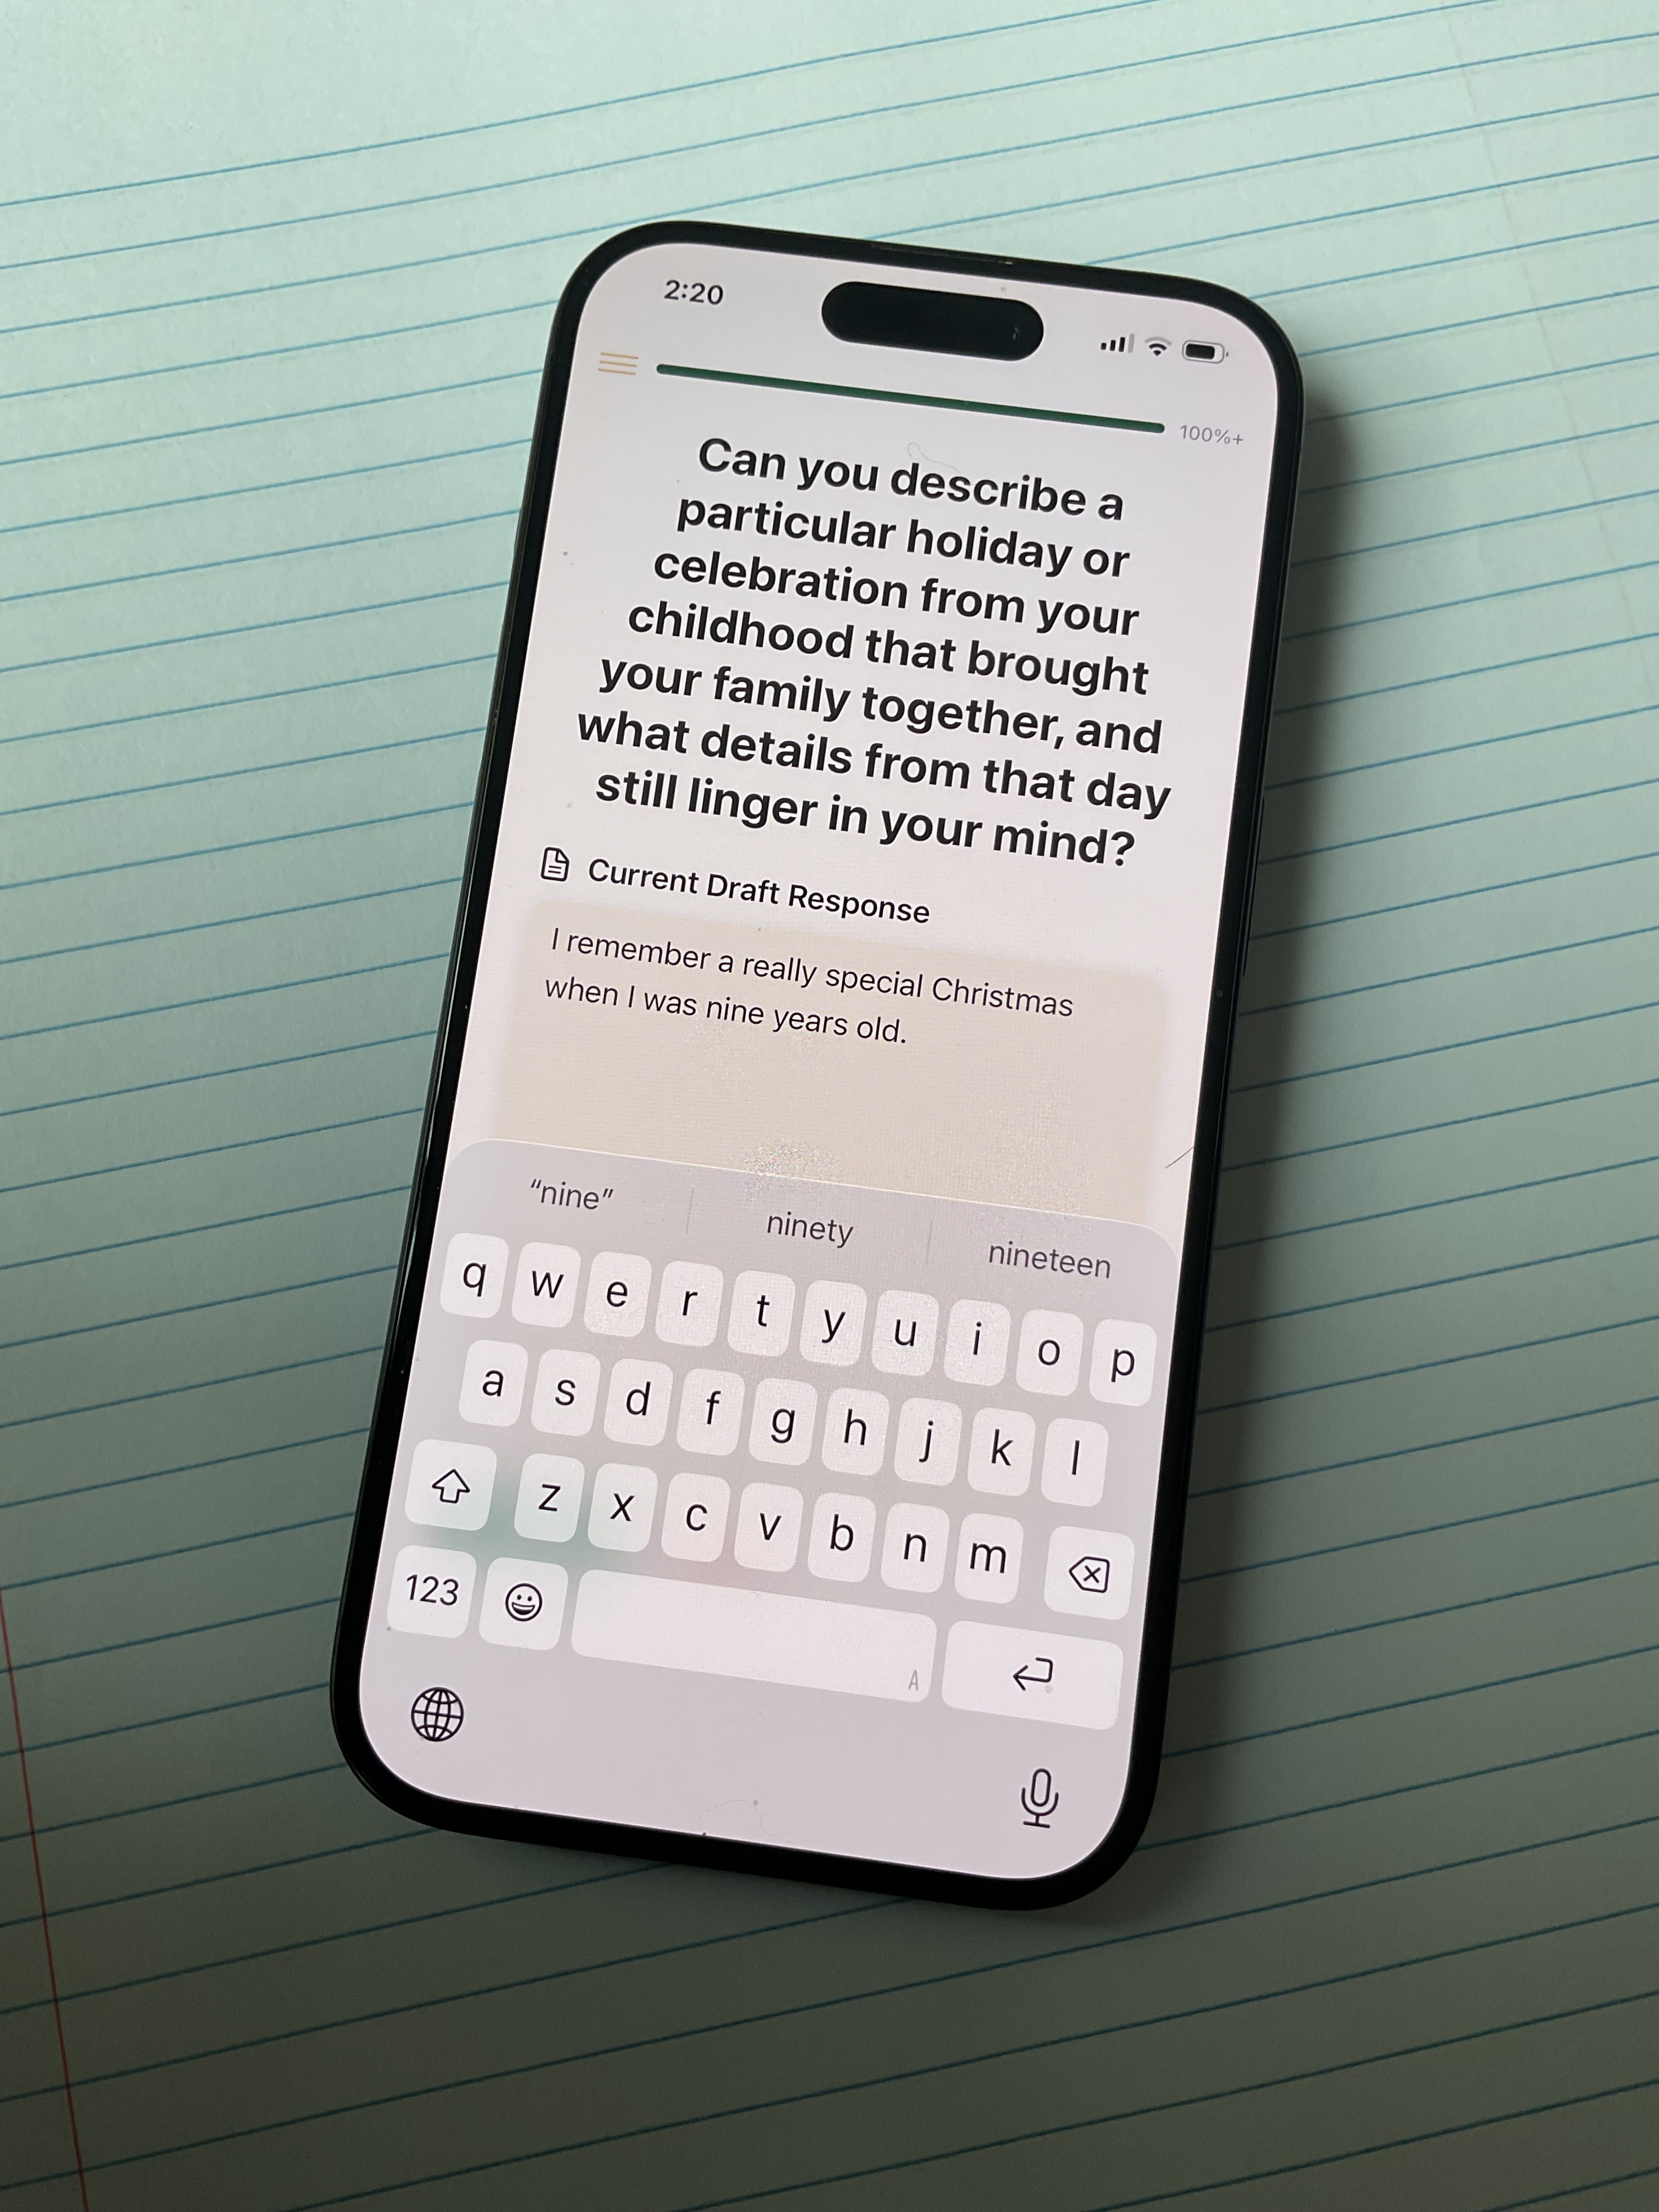 2:20
100%+
Can you describe a
particular holiday or
celebration from your
childhood that brought
your family together, and
what details from that day
still linger in your mind?
Current Draft Response
I remember a really special Christmas
when I was nine years old.
“nine” ninety nineteen
q w e r t y u i o p
a s d f g h j k l
z x c v b n m
123
A